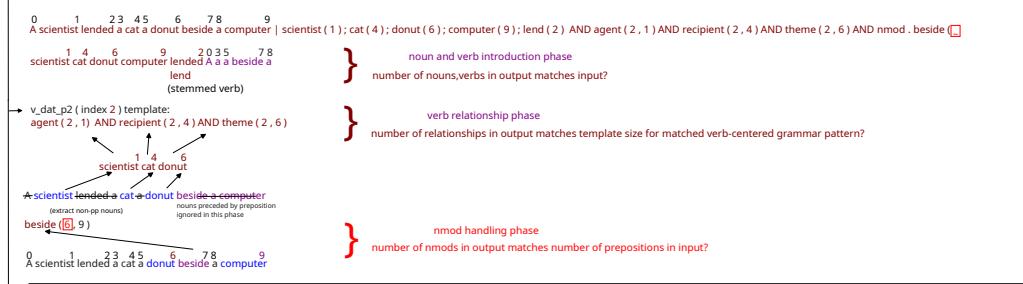 0 1 2 3 4 5 6 7 8 9
A scientist lended a cat a donut beside a computer | scientist ( 1 ) ; cat ( 4 ) ; donut ( 6 ) ; computer ( 9 ) ; lend ( 2 ) AND agent ( 2 , 1 ) AND recipient ( 2 , 4 ) AND theme ( 2 , 6 ) AND nmod . beside ( _
1 4 6 9 2 0 3 5 7 8
scientist cat donut computer lended A a a beside a
lend
(stemmed verb)
} noun and verb introduction phase
number of nouns,verbs in output matches input?
v_dat_p2 ( index 2 ) template:
agent ( 2 , 1) AND recipient ( 2 , 4 ) AND theme ( 2 , 6 )
} verb relationship phase
number of relationships in output matches template size for matched verb-centered grammar pattern?
1 4 6
scientist cat donut
A scientist lended a cat a donut beside a computer
(extract non-pp nouns)
nouns preceded by preposition
ignored in this phase
beside ( 6 , 9 )
} nmod handling phase
number of nmods in output matches number of prepositions in input?
0 1 2 3 4 5 6 7 8 9
A scientist lended a cat a donut beside a computer